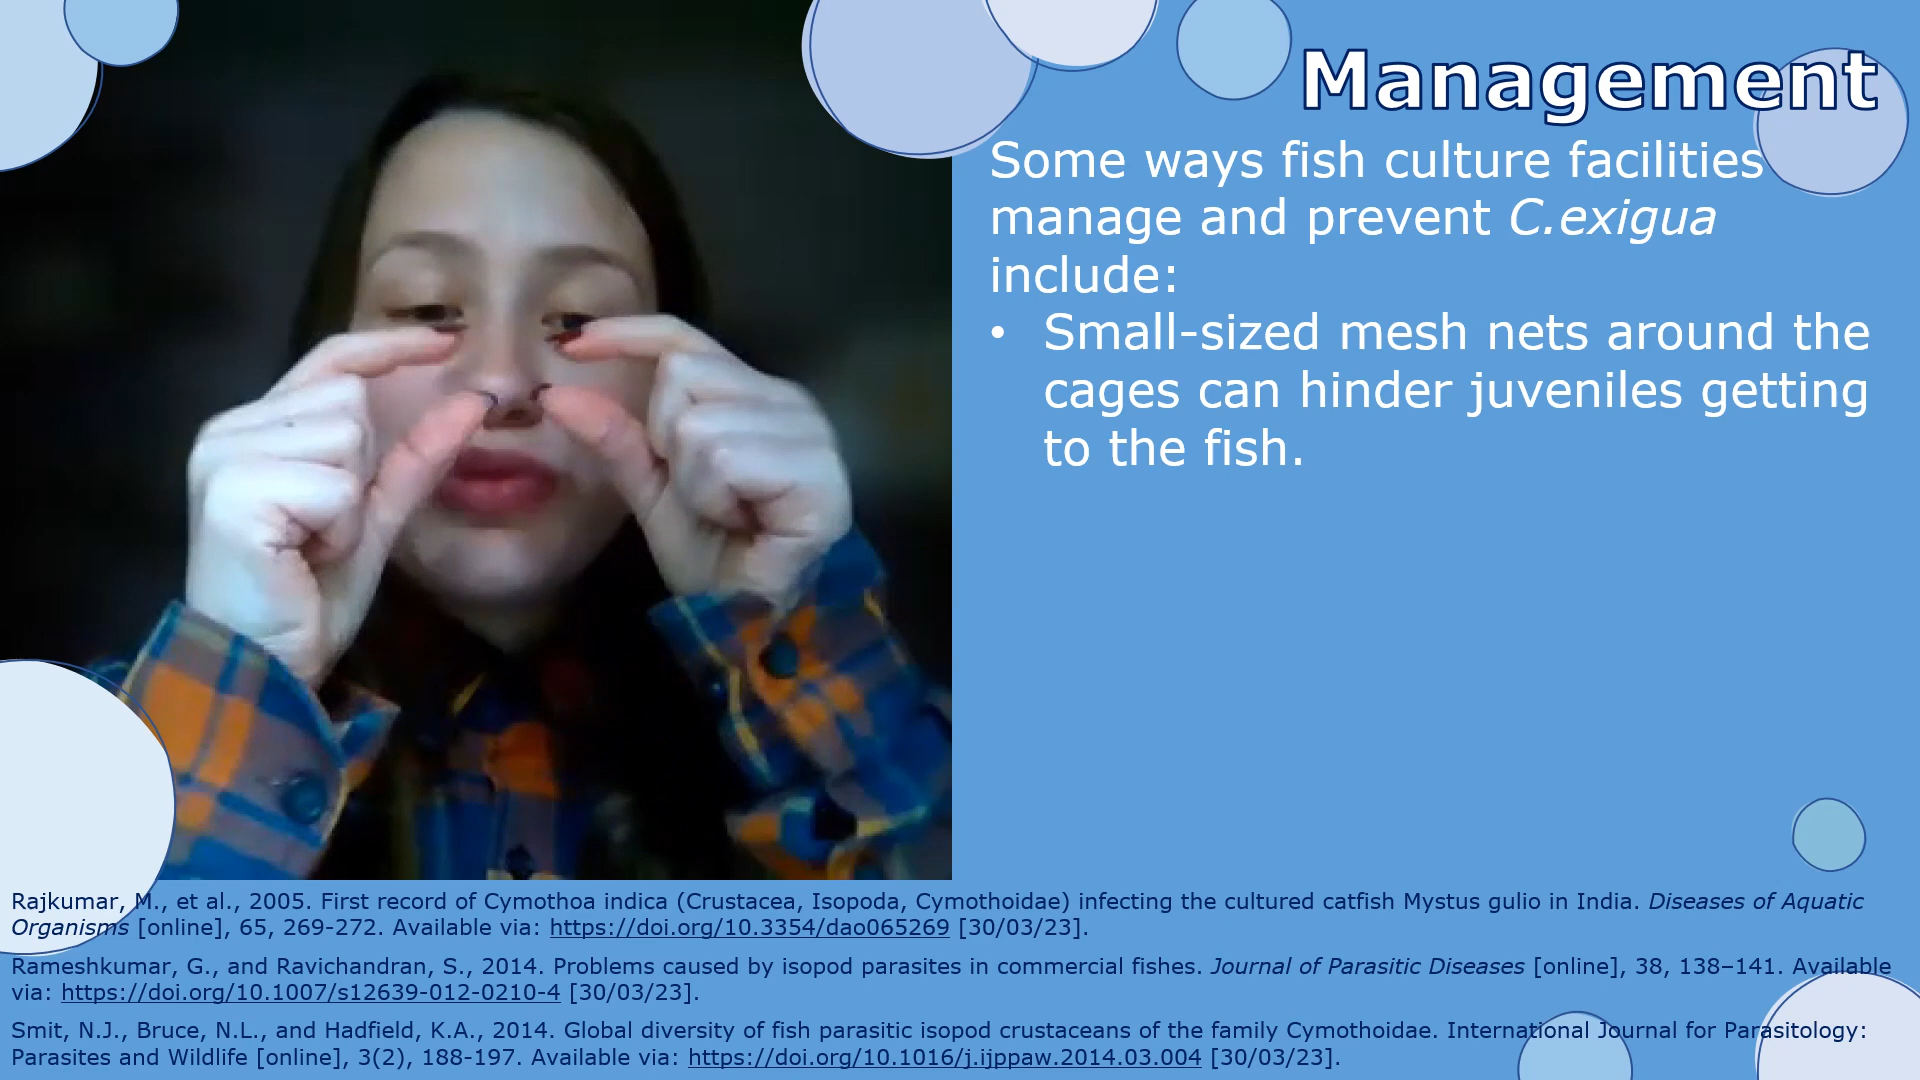 Management
Some ways fish culture facilities
manage and prevent C.exigua
include:
• Small-sized mesh nets around the
cages can hinder juveniles getting
to the fish.
Rajkumar, M., et al., 2005. First record of Cymothoa indica (Crustacea, Isopoda, Cymothoidae) infecting the cultured catfish Mystus gulio in India. Diseases of Aquatic
Organisms [online], 65, 269-272. Available via: https://doi.org/10.3354/dao065269 [30/03/23].
Rameshkumar, G., and Ravichandran, S., 2014. Problems caused by isopod parasites in commercial fishes. Journal of Parasitic Diseases [online], 38, 138–141. Available
via: https://doi.org/10.1007/s12639-012-0210-4 [30/03/23].
Smit, N.J., Bruce, N.L., and Hadfield, K.A., 2014. Global diversity of fish parasitic isopod crustaceans of the family Cymothoidae. International Journal for Parasitology:
Parasites and Wildlife [online], 3(2), 188-197. Available via: https://doi.org/10.1016/j.ijppaw.2014.03.004 [30/03/23].